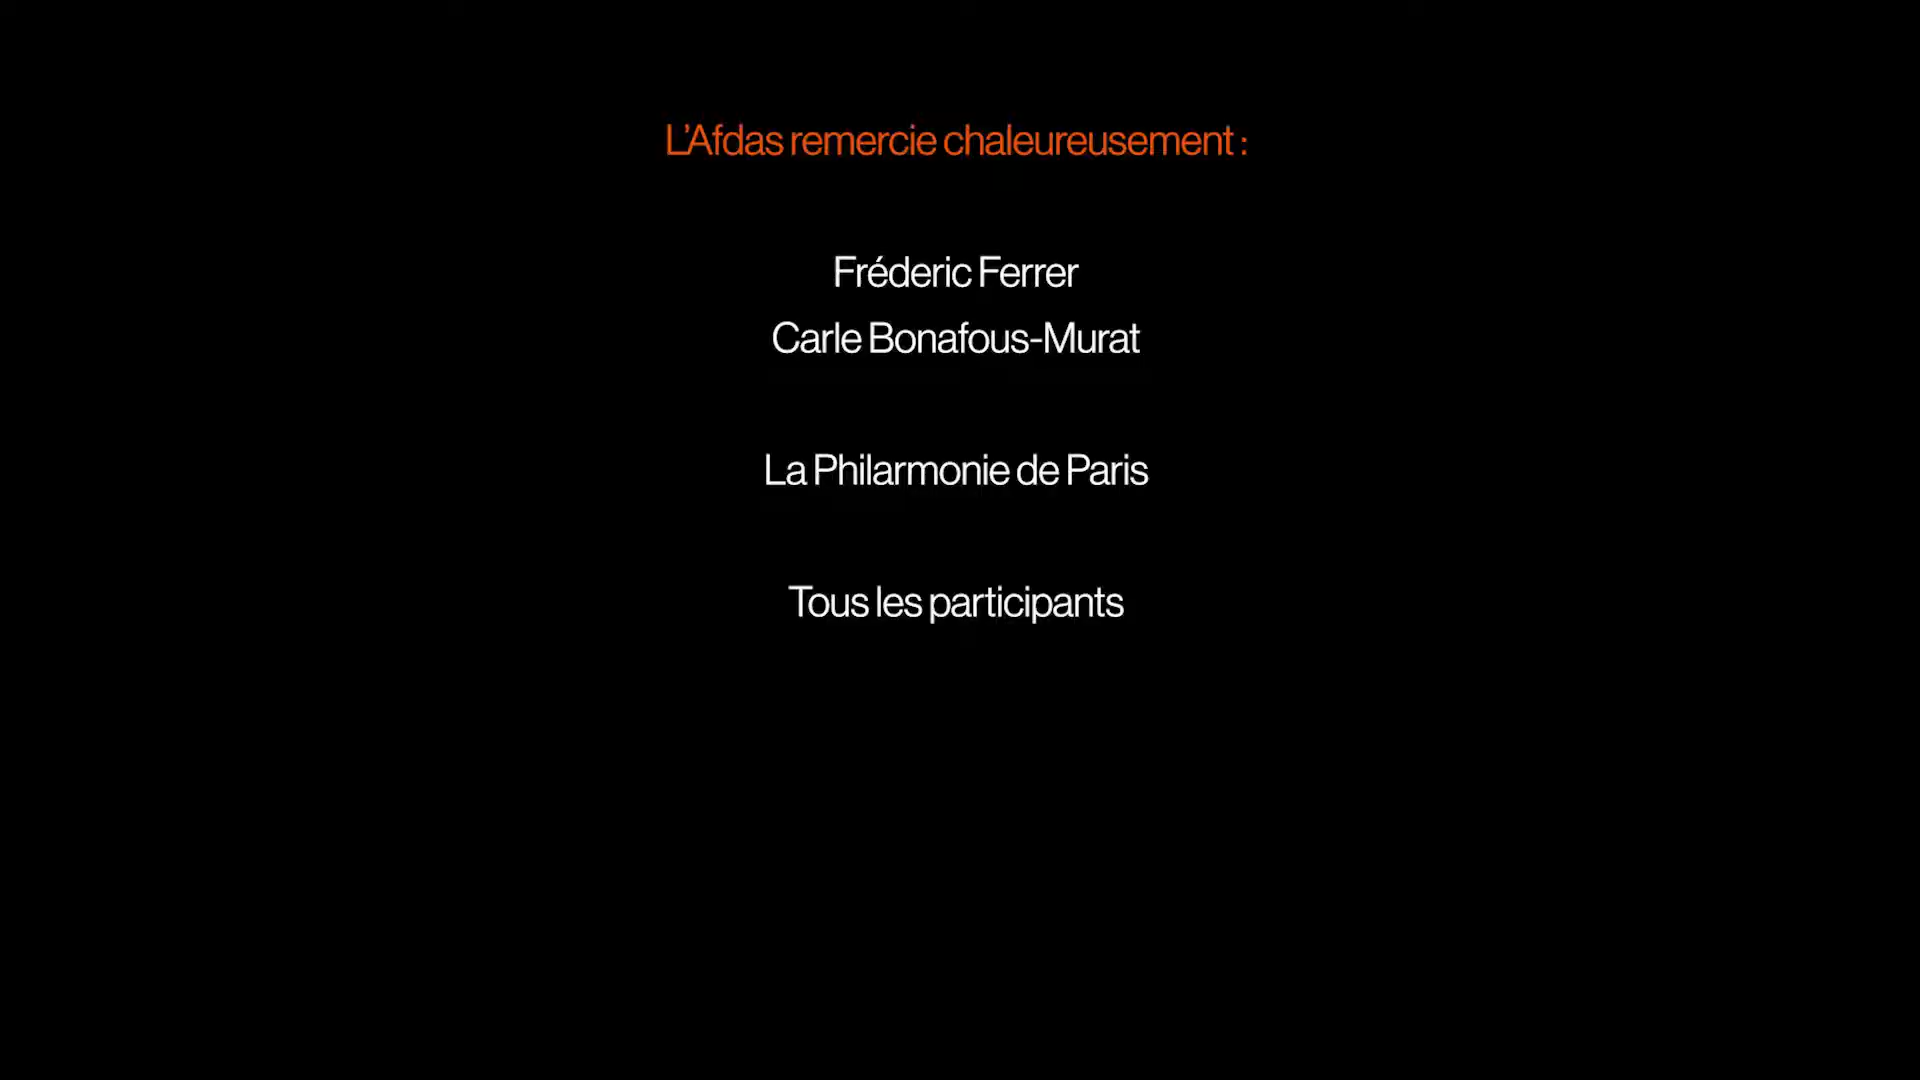 L’Afdas remercie chaleureusement :
Fréderic Ferrer
Carle Bonafous-Murat
La Philarmonie de Paris
Tous les participants